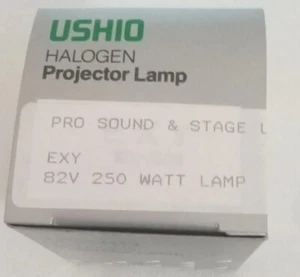 USHIO
HALOGEN
Projector Lamp
PRO SOUND & STAGE L
EXY
82V 250 WATT LAMP